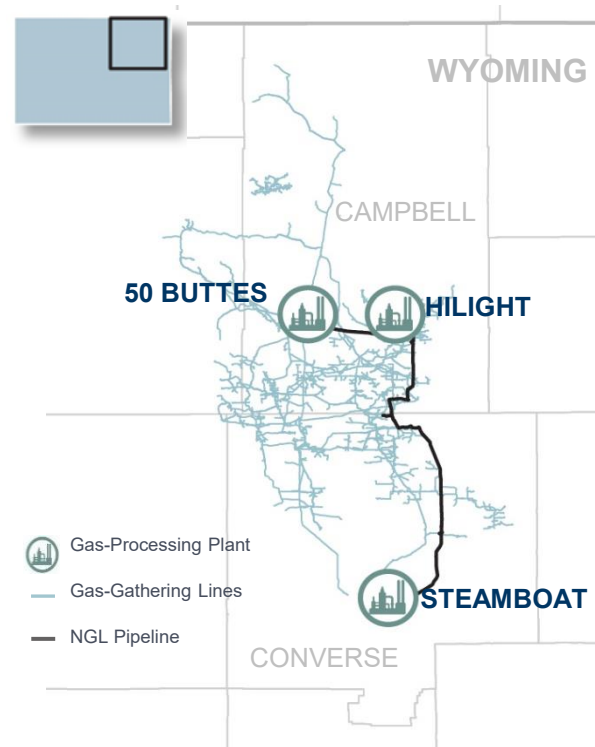 WYOMING
CAMPBELL
50 BUTTES
HILIGHT
Gas-Processing Plant
Gas-Gathering Lines
STEAMBOAT
NGL Pipeline
CONVERSE